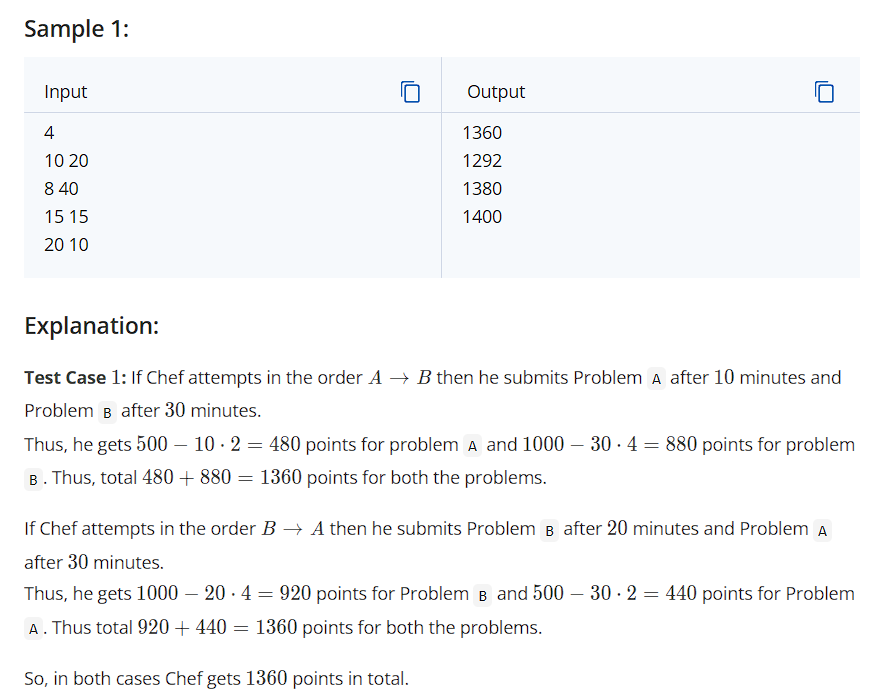 Sample 1:
Input
Output
4
10 20
8 40
15 15
20 10
1360
1292
1380
1400
Explanation:
Test Case 1: If Chef attempts in the order A → B then he submits Problem A after 10 minutes and
Problem B after 30 minutes.
Thus, he gets 500 − 10 · 2 = 480 points for problem A and 1000 − 30 · 4 = 880 points for problem
B. Thus, total 480 + 880 = 1360 points for both the problems.
If Chef attempts in the order B → A then he submits Problem B after 20 minutes and Problem A
after 30 minutes.
Thus, he gets 1000 − 20 · 4 = 920 points for Problem B and 500 − 30 · 2 = 440 points for Problem
A. Thus total 920 + 440 = 1360 points for both the problems.
So, in both cases Chef gets 1360 points in total.